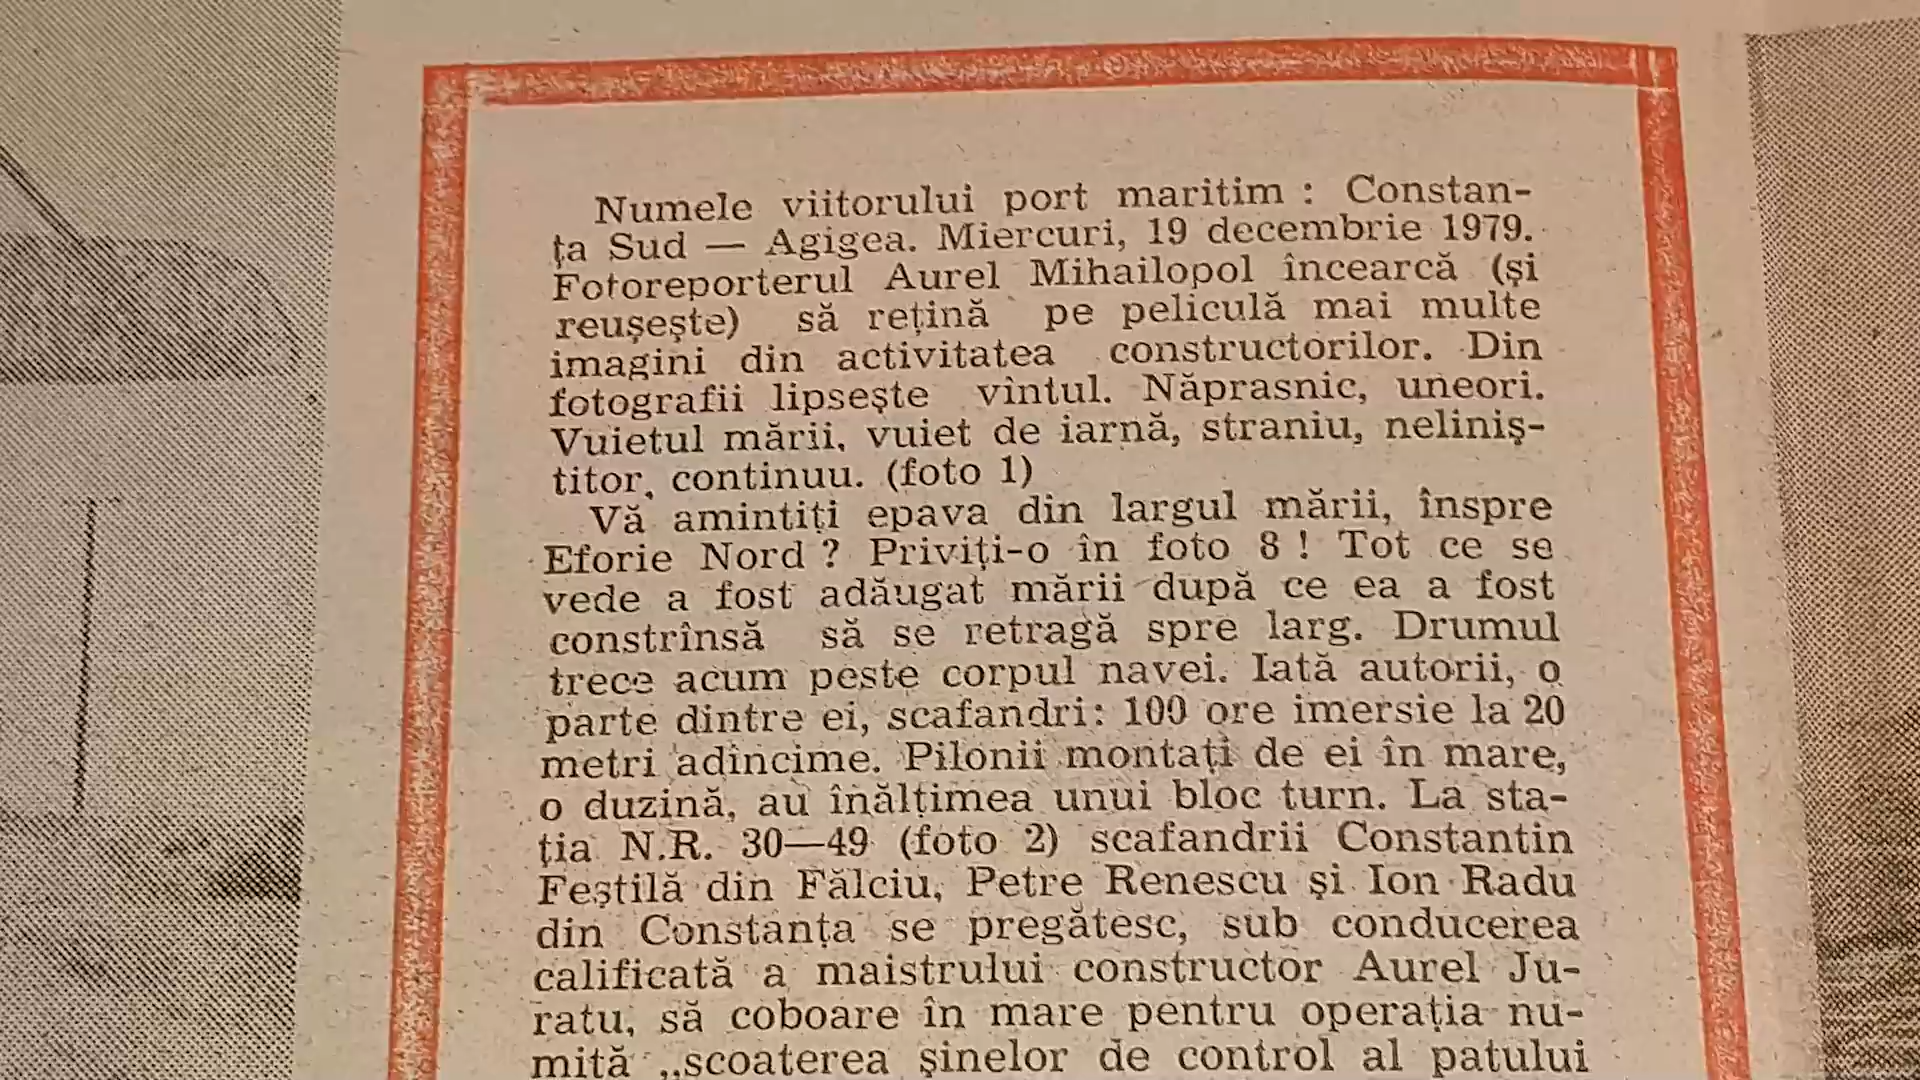 Numele viitorului port maritim : Constan-
ța Sud — Agigea. Miercuri, 19 decembrie 1979.
Fotoreporterul Aurel Mihailopol încearcă (și
reușește) să rețină pe peliculă mai multe
imagini din activitatea constructorilor. Din
fotografii lipsește vîntul. Năprasnic, uneori.
Vuietul mării, vuiet de iarnă, straniu, neliniș-
titor, continuu. (foto 1)
Vă amintiți epava din largul mării, înspre
Eforie Nord ? Priviți-o în foto 8 ! Tot ce se
vede a fost adăugat mării după ce ea a fost
constrînsă să se retragă spre larg. Drumul
trece acum peste corpul navei. Iată autorii, o
parte dintre ei, scafandri: 100 ore imersie la 20
metri adîncime. Pilonii montați de ei în mare,
o duzină, au înălțimea unui bloc turn. La sta-
ția N.R. 30—49 (foto 2) scafandrii Constantin
Feștilă din Fălciu, Petre Renescu și Ion Radu
din Constanța se pregătesc, sub conducerea
calificată a maistrului constructor Aurel Ju-
ratu, să coboare în mare pentru operația nu-
mită „scoaterea șinelor de control al patului